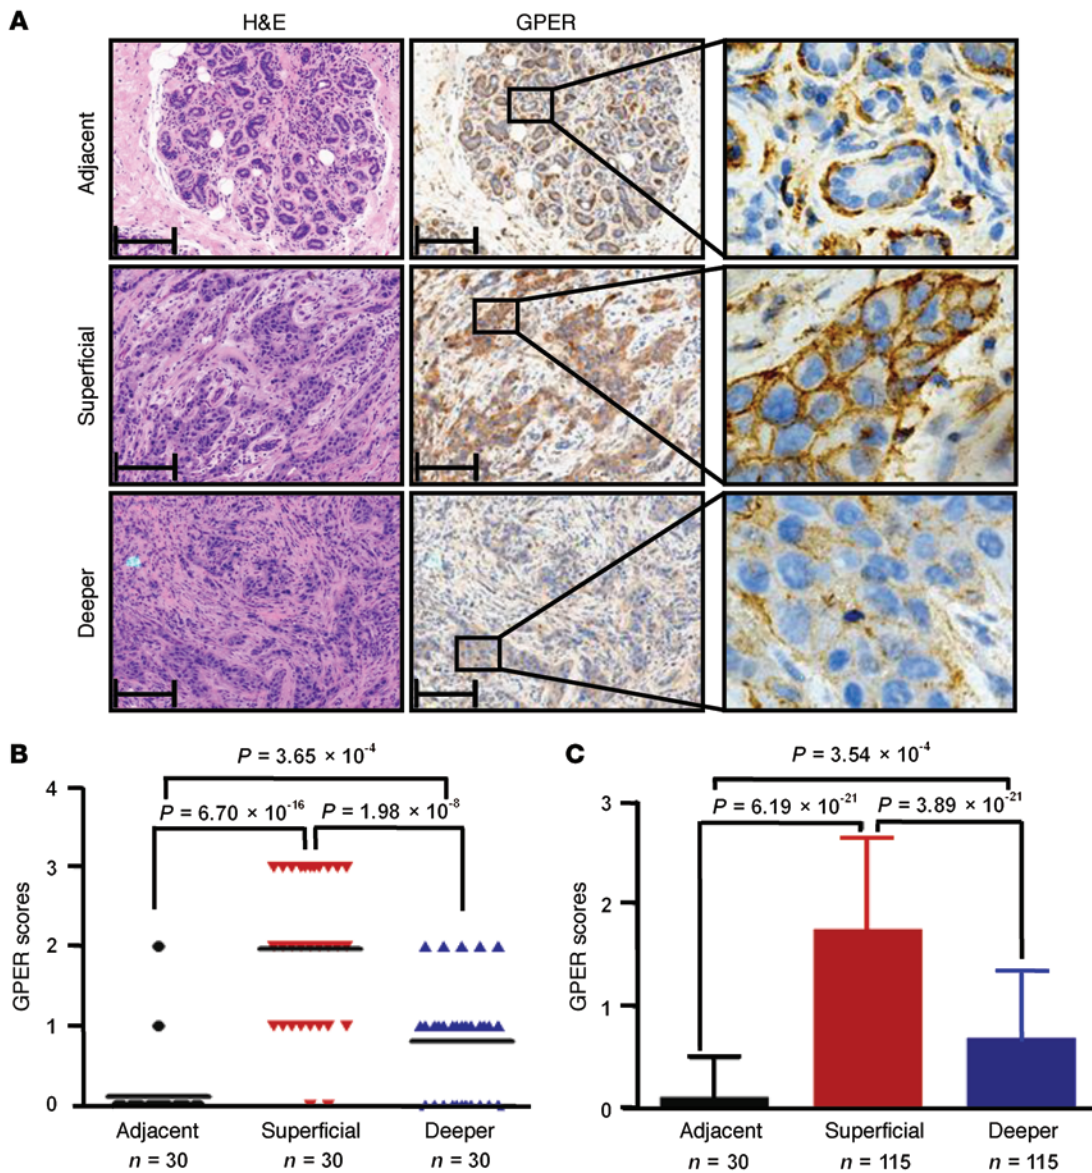 A
H&E GPER
Adjacent
Superficial
Deeper
B
P = 3.65 × 10⁻⁴
P = 6.70 × 10⁻¹⁶ P = 1.98 × 10⁻⁸
GPER scores
4
3
2
1
0
Adjacent Superficial Deeper
n = 30 n = 30 n = 30
C
P = 3.54 × 10⁻⁴
P = 6.19 × 10⁻²¹ P = 3.89 × 10⁻²¹
GPER scores
3
2
1
0
Adjacent Superficial Deeper
n = 30 n = 115 n = 115